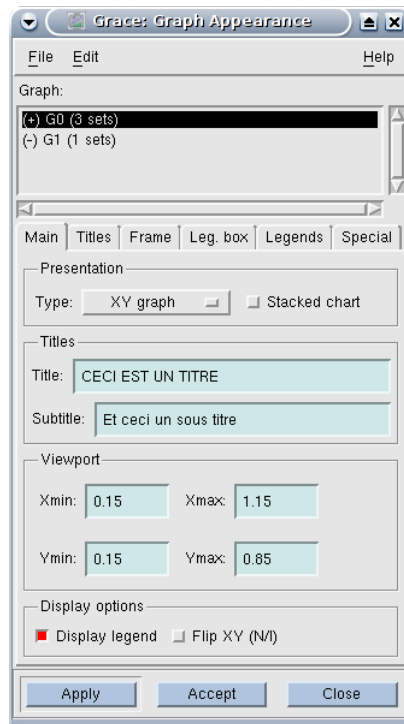 Grace: Graph Appearance
File Edit Help
Graph:
(+) G0 (3 sets)
(-) G1 (1 sets)
Main Titles Frame Leg. box Legends Special
Presentation
Type: XY graph Stacked chart
Titles
Title: CECI EST UN TITRE
Subtitle: Et ceci un sous titre
Viewport
Xmin: 0.15 Xmax: 1.15
Ymin: 0.15 Ymax: 0.85
Display options
Display legend Flip XY (N/I)
Apply Accept Close